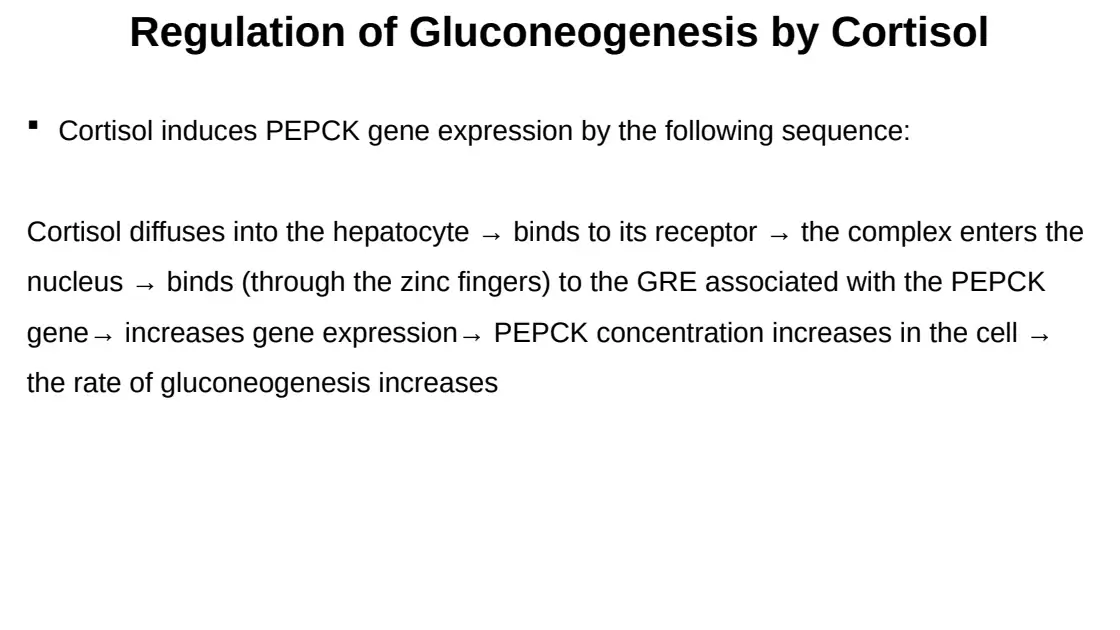 Regulation of Gluconeogenesis by Cortisol
▪ Cortisol induces PEPCK gene expression by the following sequence:
Cortisol diffuses into the hepatocyte → binds to its receptor → the complex enters the
nucleus → binds (through the zinc fingers) to the GRE associated with the PEPCK
gene→ increases gene expression→ PEPCK concentration increases in the cell →
the rate of gluconeogenesis increases